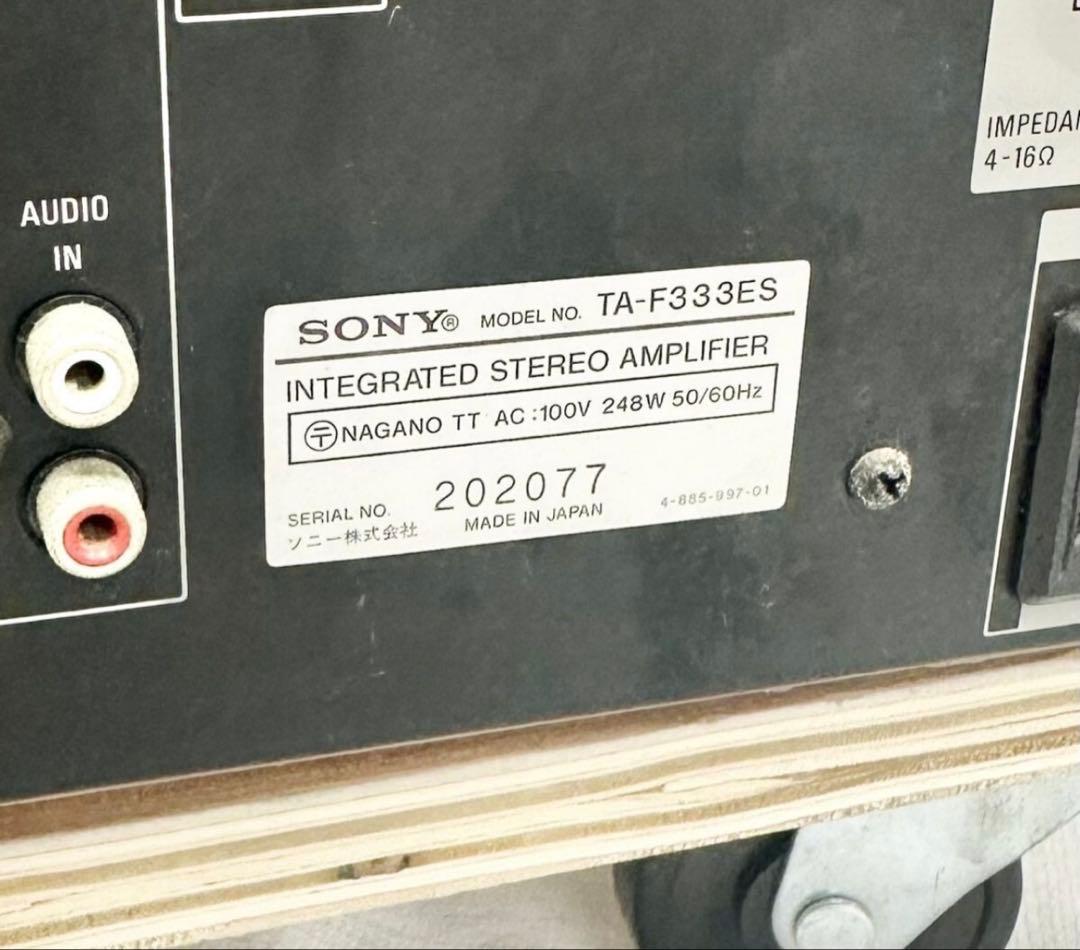 AUDIO
IN
SONY® MODEL NO. TA-F333ES
INTEGRATED STEREO AMPLIFIER
〶 NAGANO TT AC:100V 248W 50/60Hz
SERIAL NO. 202077
ソニー株式会社 MADE IN JAPAN 4-885-997-01
4-16Ω